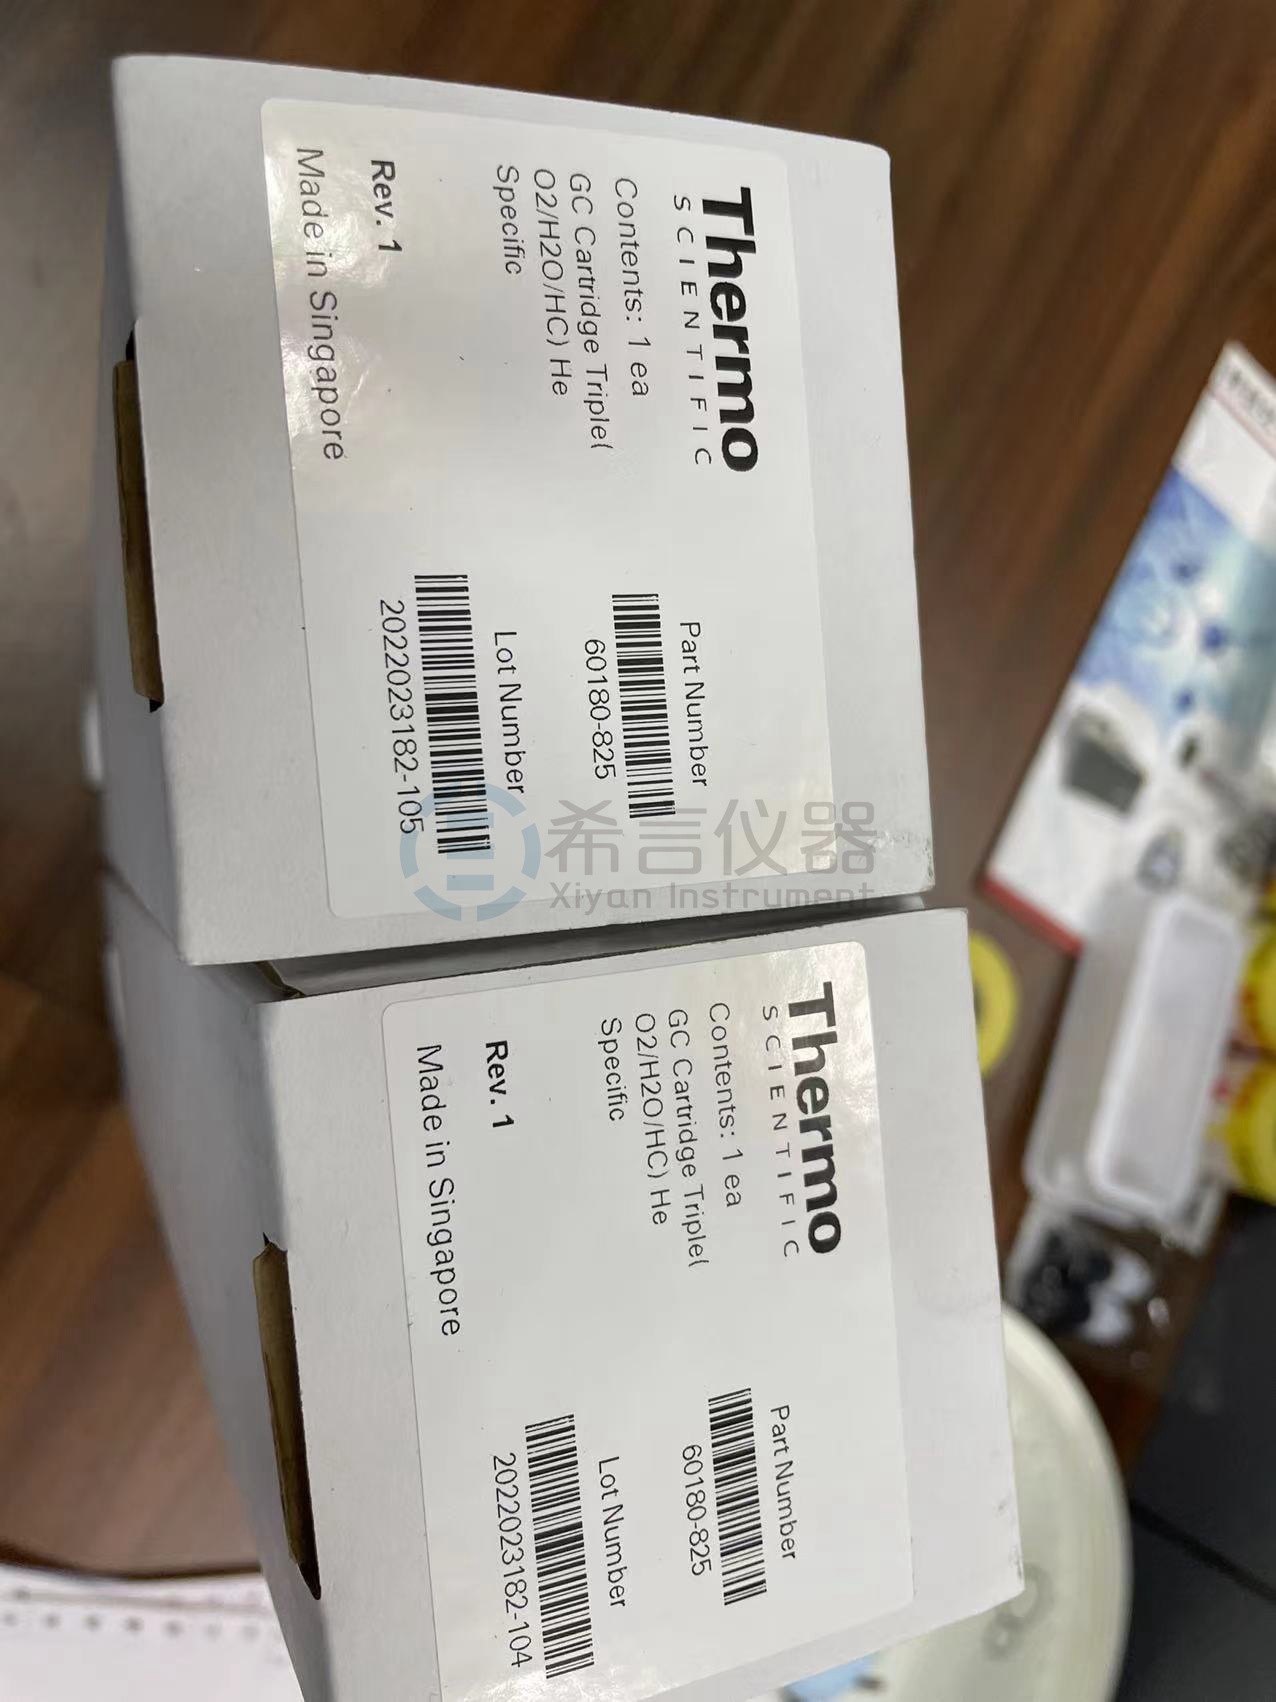 Thermo
SCIENTIFIC
Contents: 1 ea
GC Cartridge Triple(
O2/H2O/HC) He
Specific
Rev. 1
Made in Singapore
Part Number
60180-825
Lot Number
2022023182-105
希言仪器
Xiyan Instrument
Thermo
SCIENTIFIC
Contents: 1 ea
GC Cartridge Triple(
O2/H2O/HC) He
Specific
Rev. 1
Made in Singapore
Part Number
60180-825
Lot Number
2022023182-104